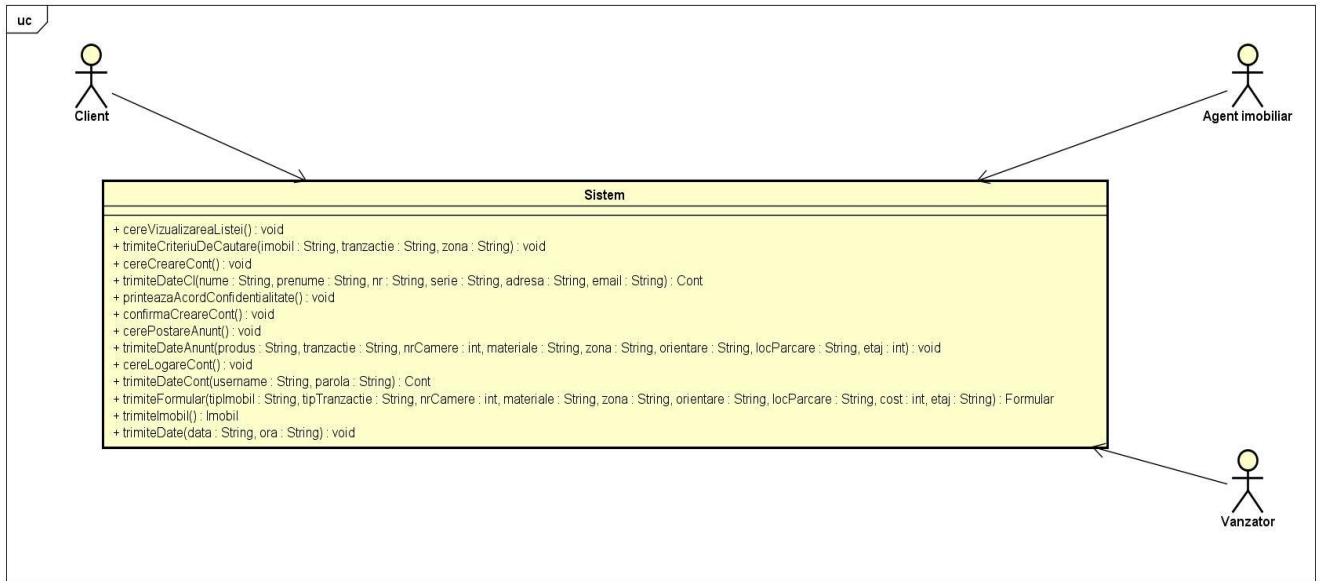 uc
Client
Agent imobiliar
Sistem
+ cereVizualizareaListei() : void
+ trimiteCriteriuDeCautare(imobil : String, tranzactie : String, zona : String) : void
+ cereCreareCont() : void
+ trimiteDateCI(nume : String, prenume : String, nr : String, serie : String, adresa : String, email : String) : Cont
+ printeazaAcordConfidentialitate() : void
+ confirmaCreareCont() : void
+ cerePostareAnunt() : void
+ trimiteDateAnunt(produs : String, tranzactie : String, nrCamere : int, materiale : String, zona : String, orientare : String, locParcare : String, etaj : int) : void
+ cereLogareCont() : void
+ trimiteDateCont(username : String, parola : String) : Cont
+ trimiteFormular(tipImobil : String, tipTranzactie : String, nrCamere : int, materiale : String, zona : String, orientare : String, locParcare : String, cost : int, etaj : String) : Formular
+ trimiteImobil() : Imobil
+ trimiteDate(data : String, ora : String) : void
Vanzator